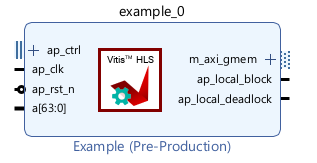 example_0
ap_ctrl
ap_clk
ap_rst_n
a[63:0]
Vitis™ HLS
m_axi_gmem
ap_local_block
ap_local_deadlock
Example (Pre-Production)